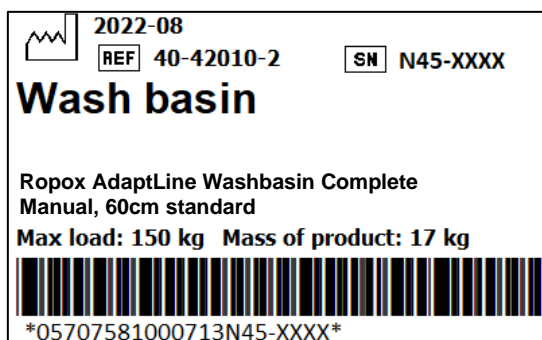 2022-08
REF 40-42010-2 SN N45-XXXX
Wash basin
Ropox AdaptLine Washbasin Complete
Manual, 60cm standard
Max load: 150 kg Mass of product: 17 kg
*05707581000713N45-XXXX*